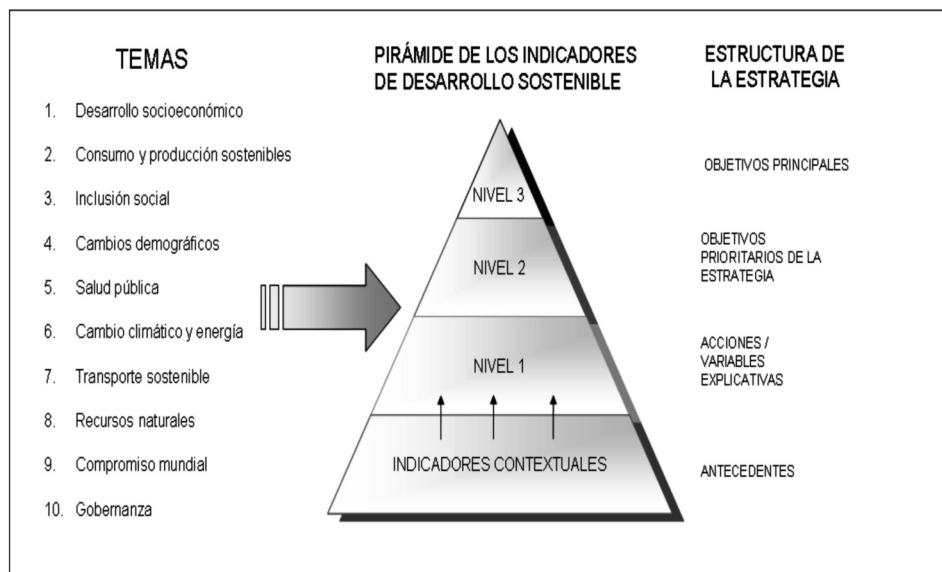 TEMAS
1. Desarrollo socioeconómico
2. Consumo y producción sostenibles
3. Inclusión social
4. Cambios demográficos
5. Salud pública
6. Cambio climático y energía
7. Transporte sostenible
8. Recursos naturales
9. Compromiso mundial
10. Gobernanza
PIRÁMIDE DE LOS INDICADORES
DE DESARROLLO SOSTENIBLE
NIVEL 3
NIVEL 2
NIVEL 1
INDICADORES CONTEXTUALES
ESTRUCTURA DE
LA ESTRATEGIA
OBJETIVOS PRINCIPALES
OBJETIVOS
PRIORITARIOS DE LA
ESTRATEGIA
ACCIONES /
VARIABLES
EXPLICATIVAS
ANTECEDENTES